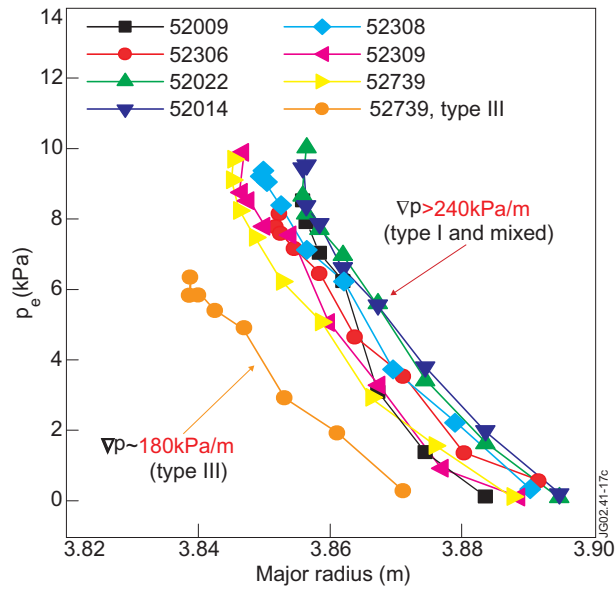 14
12
10
8
6
4
2
0
pe(kPa)
52009
52306
52022
52014
52308
52309
52739
52739, type III
∇p>240kPa/m
(type I and mixed)
∇p~180kPa/m
(type III)
3.82
3.84
3.86
3.88
3.90
Major radius (m)
JG02.41-17c